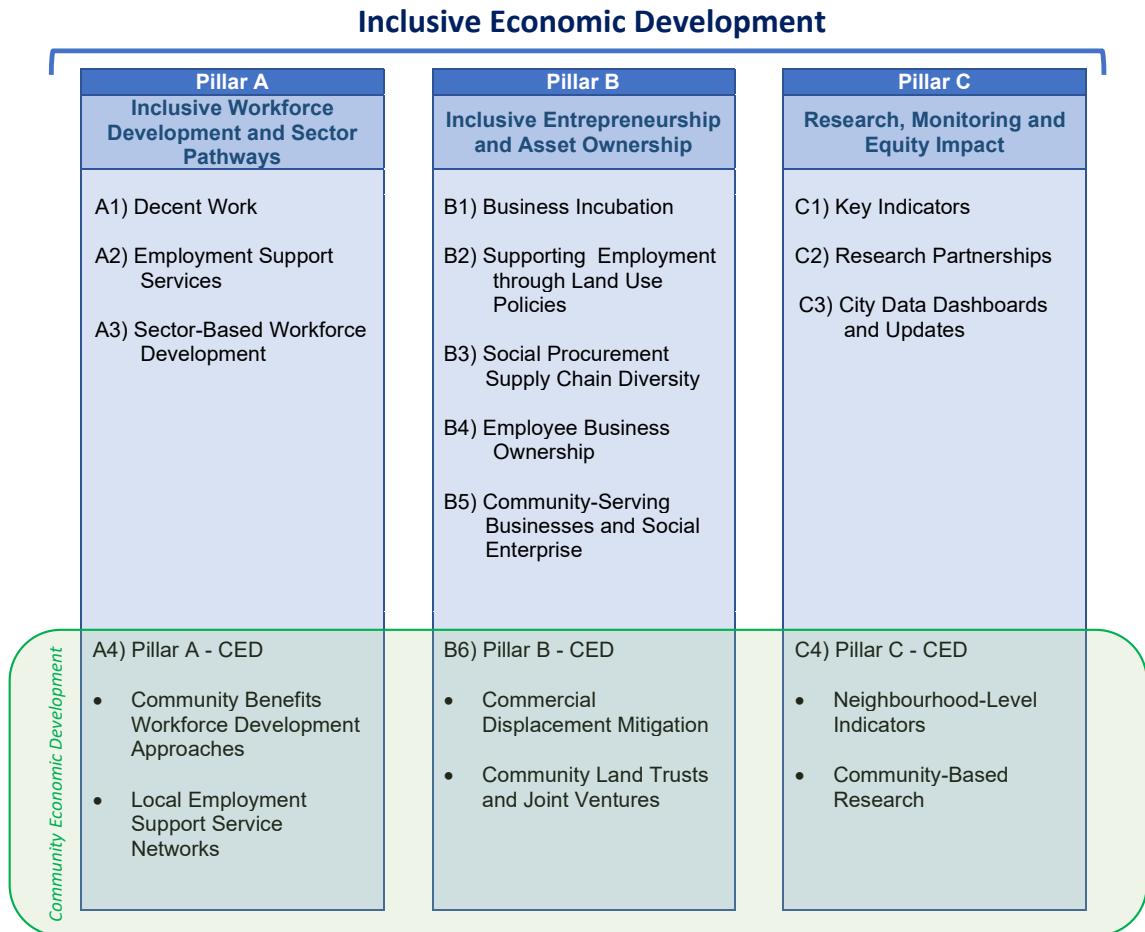 Inclusive Economic Development
Pillar A
Inclusive Workforce
Development and Sector
Pathways
A1) Decent Work
A2) Employment Support
Services
A3) Sector-Based Workforce
Development
Pillar B
Inclusive Entrepreneurship
and Asset Ownership
B1) Business Incubation
B2) Supporting Employment
through Land Use
Policies
B3) Social Procurement
Supply Chain Diversity
B4) Employee Business
Ownership
B5) Community-Serving
Businesses and Social
Enterprise
Pillar C
Research, Monitoring and
Equity Impact
C1) Key Indicators
C2) Research Partnerships
C3) City Data Dashboards
and Updates
Community Economic Development
A4) Pillar A - CED
• Community Benefits
Workforce Development
Approaches
• Local Employment
Support Service
Networks
B6) Pillar B - CED
• Commercial
Displacement Mitigation
• Community Land Trusts
and Joint Ventures
C4) Pillar C - CED
• Neighbourhood-Level
Indicators
• Community-Based
Research